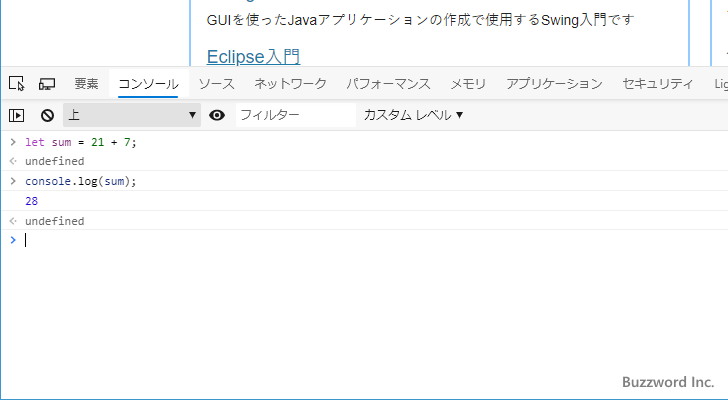 GUIを使ったJavaアプリケーションの作成で使用するSwing入門です
Eclipse入門
要素 コンソール ソース ネットワーク パフォーマンス メモリ アプリケーション セキュリティ Lig
上 ▼ フィルター カスタム レベル ▼
> let sum = 21 + 7;
undefined
> console.log(sum);
28
undefined
>
Buzzword Inc.